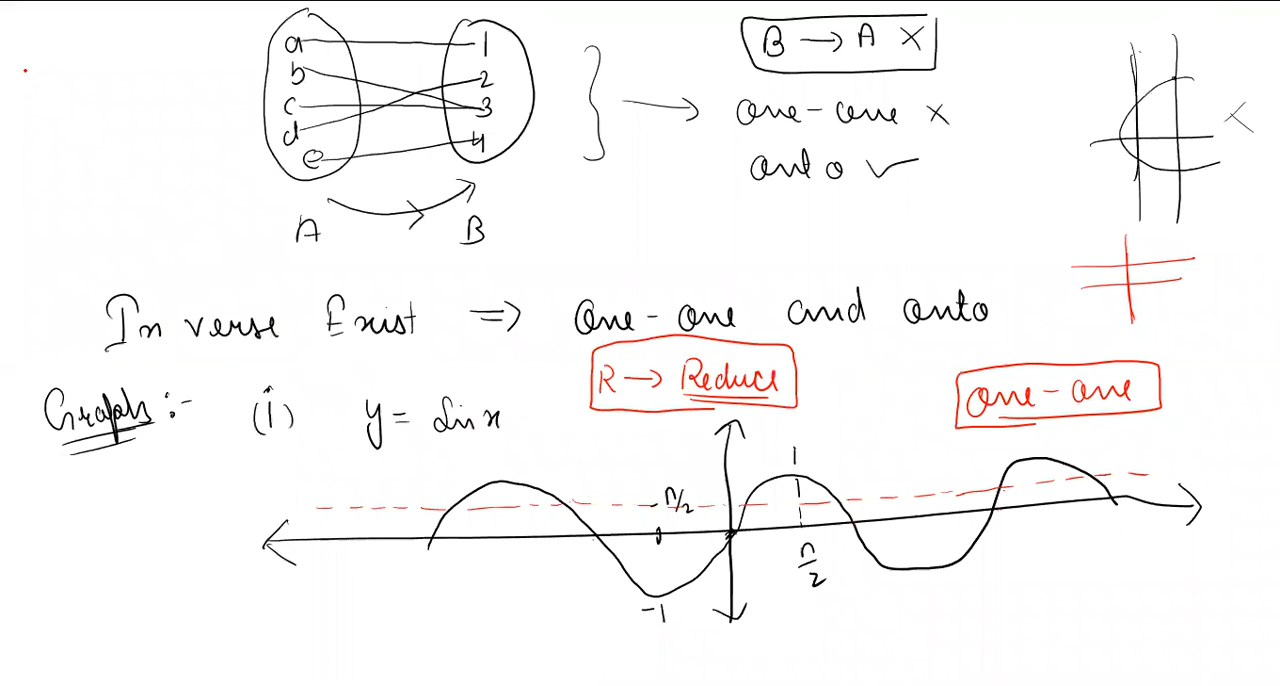 a 1 B → A ×
b 2
c 3 one-one ×
d 4 onto ✓
e
A B
Inverse Exist ⇒ one-one and onto
R → Reduce
one-one
Graphs :- (i) y = sin x
1
-π/2
π/2
-1